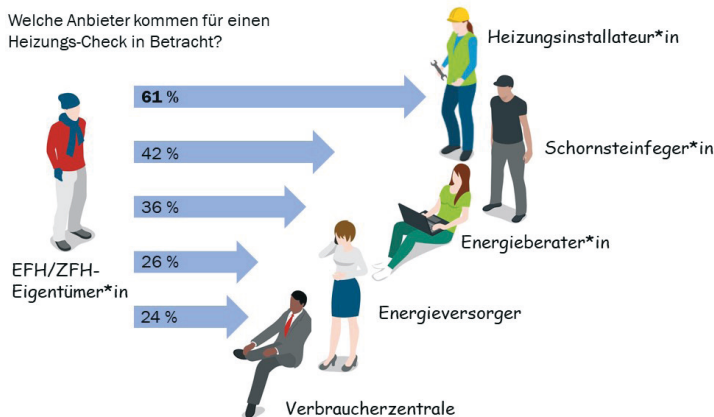 Welche Anbieter kommen für einen
Heizungs-Check in Betracht?
Heizungsinstallateur*in
61 %
Schornsteinfeger*in
42 %
36 %
Energieberater*in
26 %
EFH/ZFH-
Eigentümer*in
Energieversorger
24 %
Verbraucherzentrale